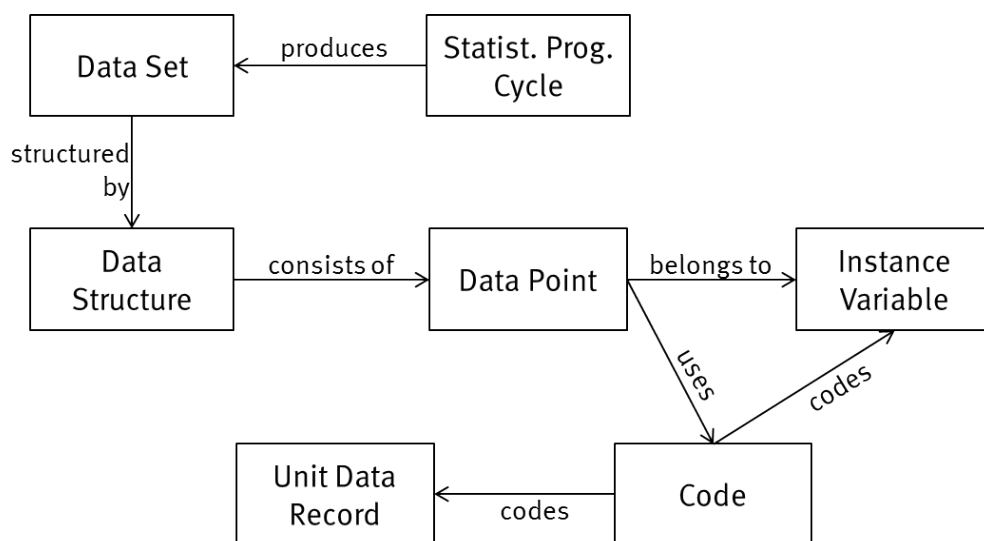 Data Set
produces
Statist. Prog.
Cycle
structured
by
Data
Structure
consists of
Data Point
belongs to
Instance
Variable
uses
codes
Unit Data
Record
codes
Code